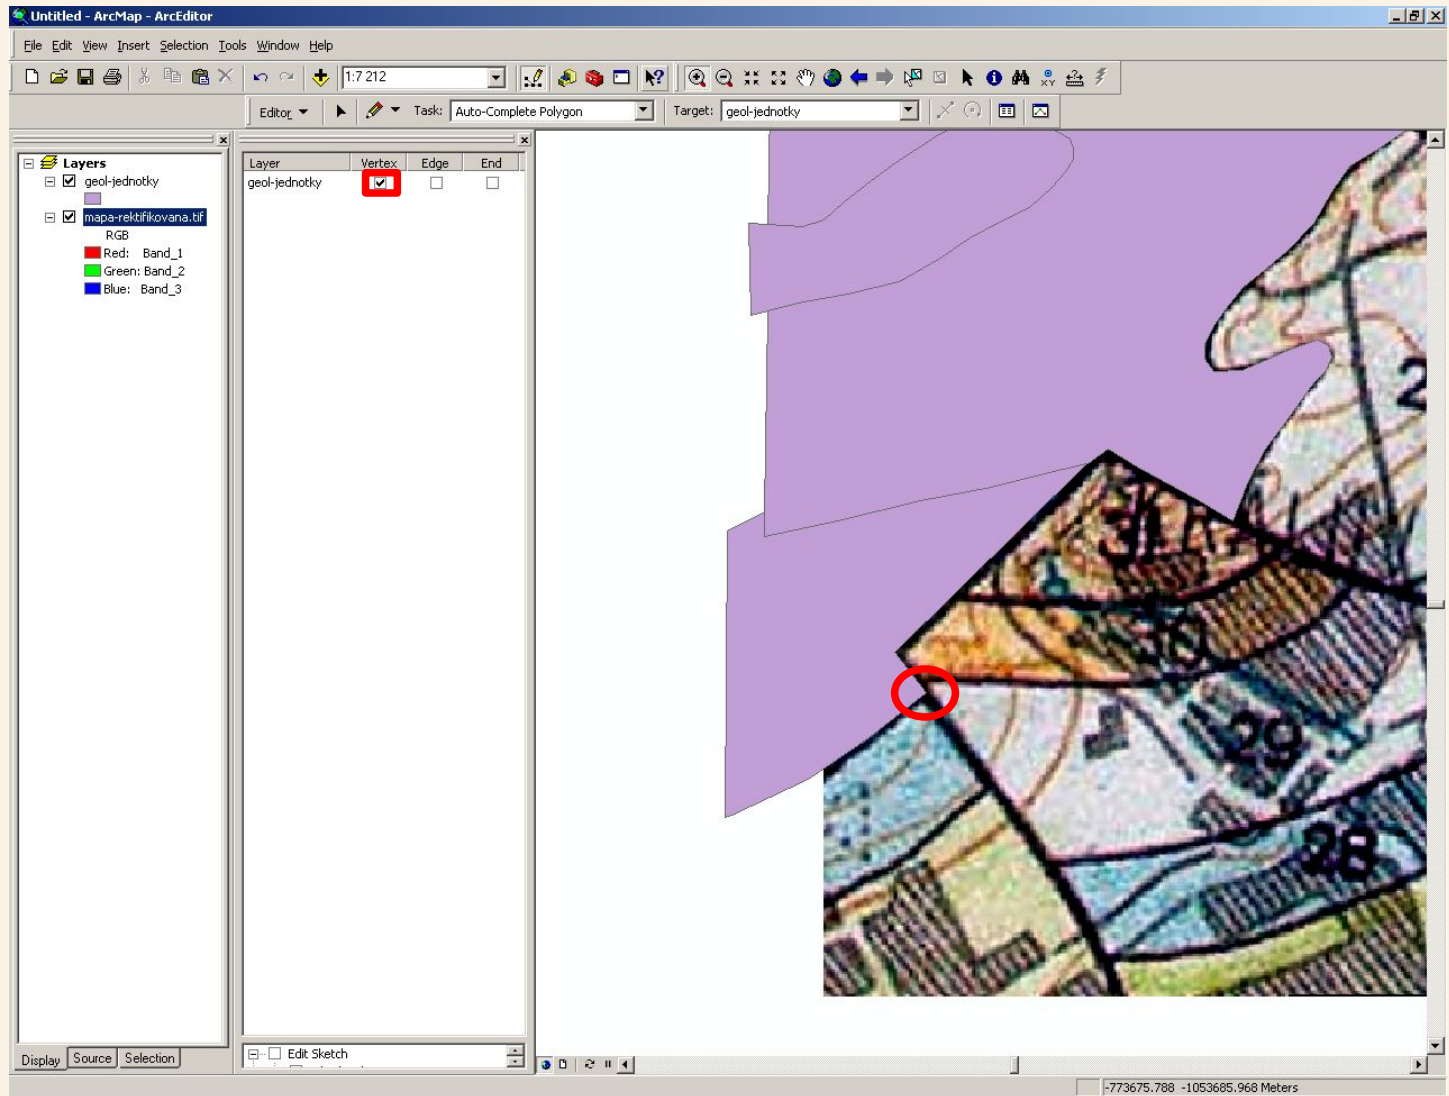 Untitled - ArcMap - ArcEditor
File Edit View Insert Selection Tools Window Help
1:7 212
Editor Task: Auto-Complete Polygon Target: geol-jednotky
Layers
geol-jednotky
mapa-rektifikovana.tif
RGB
Red: Band_1
Green: Band_2
Blue: Band_3
Layer Vertex Edge End
geol-jednotky
2
31
29
28
Edit Sketch
Display Source Selection
-773675.788 -1053685.968 Meters